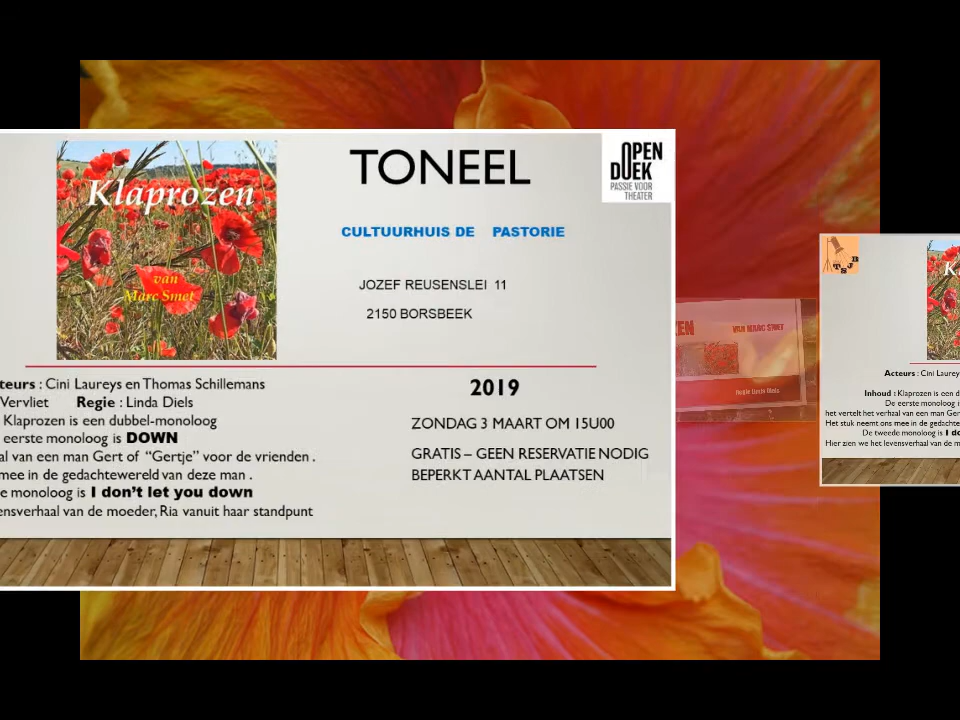 Klaprozen
van
Marc Smet
TONEEL
OPEN
DOEK
PASSIE VOOR
THEATER
CULTUURHUIS DE PASTORIE
JOZEF REUSENSLEI 11
2150 BORSBEEK
teurs : Cini Laureys en Thomas Schillemans
Vervliet Regie : Linda Diels
Klaprozen is een dubbel-monoloog
eerste monoloog is DOWN
al van een man Gert of “Gertje” voor de vrienden .
mee in de gedachtewereld van deze man .
e monoloog is I don’t let you down
ensverhaal van de moeder, Ria vanuit haar standpunt
2019
ZONDAG 3 MAART OM 15U00
GRATIS – GEEN RESERVATIE NODIG
BEPERKT AANTAL PLAATSEN
ZEN
VAN MARC SMET
Regie Linda Diels
TSJB
K
Acteurs : Cini Laurey
Inhoud : Klaprozen is een d
De eerste monoloog i
het vertelt het verhaal van een man Ger
Het stuk neemt ons mee in de gedachte
De tweede monoloog is I do
Hier zien we het levensverhaal van de m